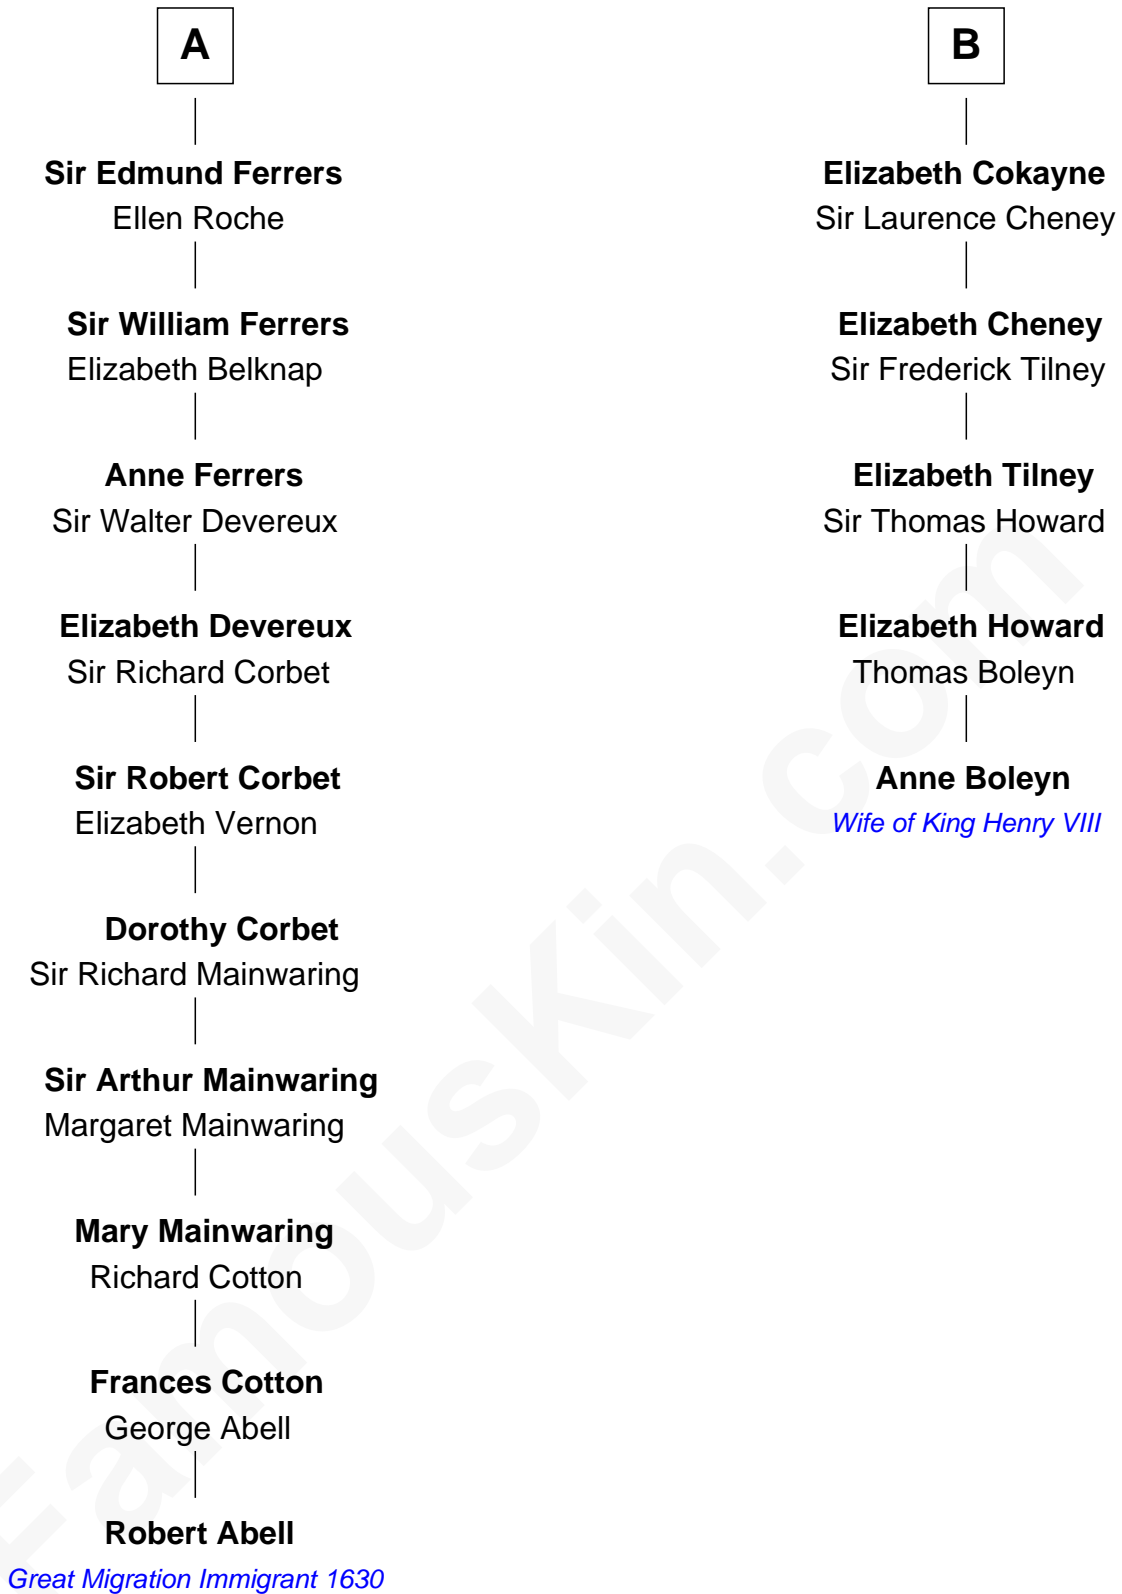 A
Sir Edmund Ferrers
Ellen Roche
Sir William Ferrers
Elizabeth Belknap
Anne Ferrers
Sir Walter Devereux
Elizabeth Devereux
Sir Richard Corbet
Sir Robert Corbet
Elizabeth Vernon
Dorothy Corbet
Sir Richard Mainwaring
Sir Arthur Mainwaring
Margaret Mainwaring
Mary Mainwaring
Richard Cotton
Frances Cotton
George Abell
Robert Abell
Great Migration Immigrant 1630
B
Elizabeth Cokayne
Sir Laurence Cheney
Elizabeth Cheney
Sir Frederick Tilney
Elizabeth Tilney
Sir Thomas Howard
Elizabeth Howard
Thomas Boleyn
Anne Boleyn
Wife of King Henry VIII
FamousKin.com